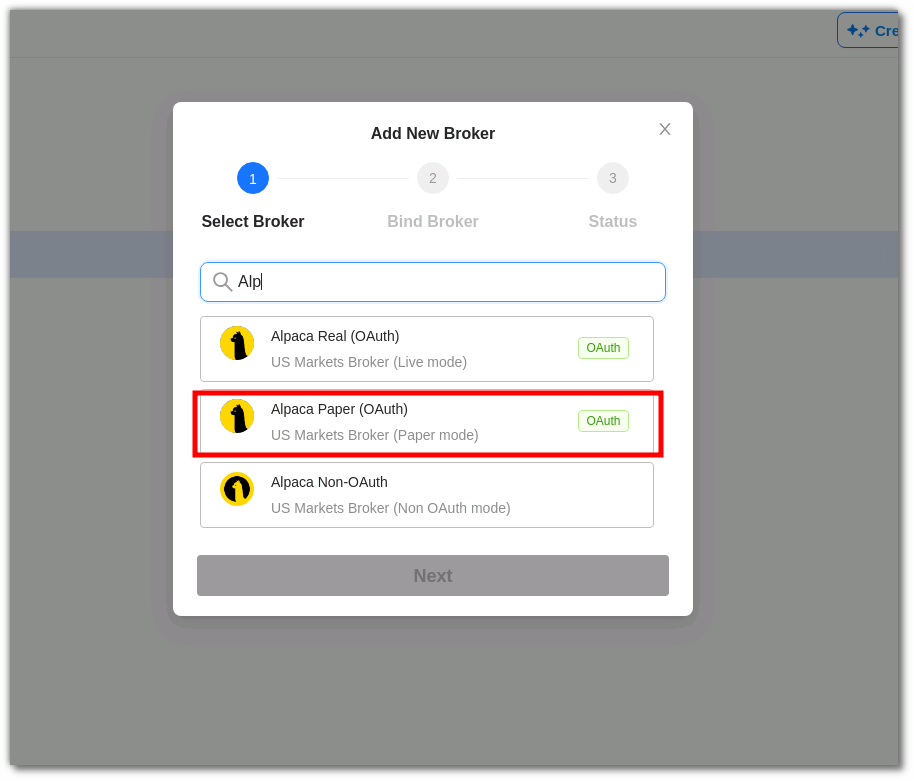 Cre
Add New Broker
1
2
3
Select Broker
Bind Broker
Status
Alp
Alpaca Real (OAuth)
US Markets Broker (Live mode)
OAuth
Alpaca Paper (OAuth)
US Markets Broker (Paper mode)
OAuth
Alpaca Non-OAuth
US Markets Broker (Non OAuth mode)
Next